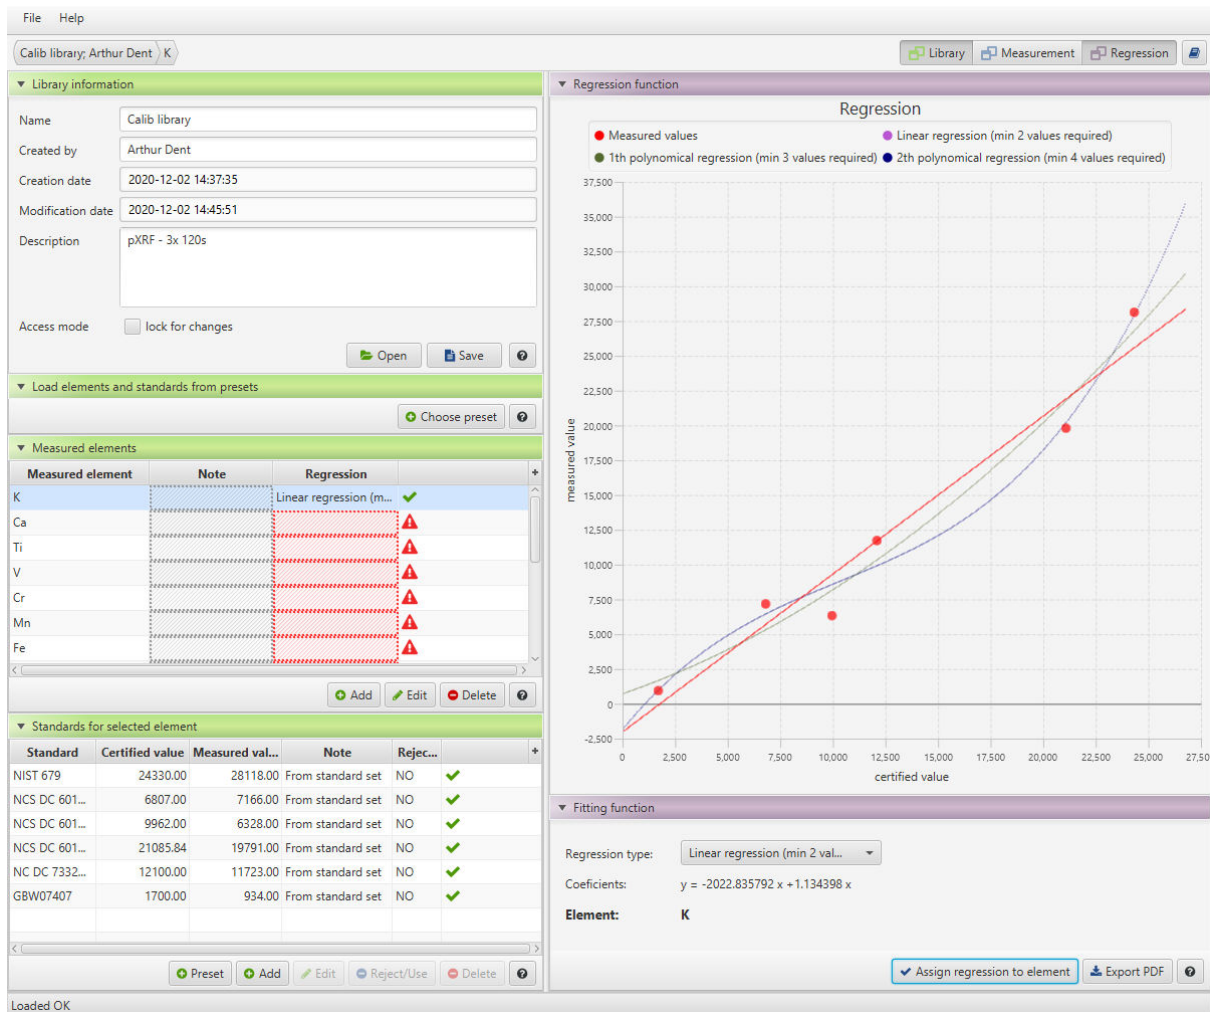 File Help
Calib library; Arthur Dent K Library Measurement Regression
Library information
Name Calib library
Created by Arthur Dent
Creation date 2020-12-02 14:37:35
Modification date 2020-12-02 14:45:51
Description pXRF - 3x 120s
Access mode lock for changes
Open Save ?
Load elements and standards from presets
Choose preset ?
Measured elements
Measured element Note Regression +
K Linear regression (m...
Ca
Ti
V
Cr
Mn
Fe
Add Edit Delete ?
Standards for selected element
Standard Certified value Measured val... Note Rejec... +
NIST 679 24330.00 28118.00 From standard set NO
NCS DC 601... 6807.00 7166.00 From standard set NO
NCS DC 601... 9962.00 6328.00 From standard set NO
NCS DC 601... 21085.84 19791.00 From standard set NO
NC DC 7332... 12100.00 11723.00 From standard set NO
GBW07407 1700.00 934.00 From standard set NO
Preset Add Edit Reject/Use Delete ?
Loaded OK
Regression function
Regression
Measured values Linear regression (min 2 values required)
1th polynomical regression (min 3 values required) 2th polynomical regression (min 4 values required)
37,500
35,000
32,500
30,000
27,500
25,000
22,500
20,000
17,500
15,000
12,500
10,000
7,500
5,000
2,500
0
-2,500
measured value
0 2,500 5,000 7,500 10,000 12,500 15,000 17,500 20,000 22,500 25,000 27,50
certified value
Fitting function
Regression type: Linear regression (min 2 val...
Coeficients: y = -2022.835792 x +1.134398 x
Element: K
Assign regression to element Export PDF ?